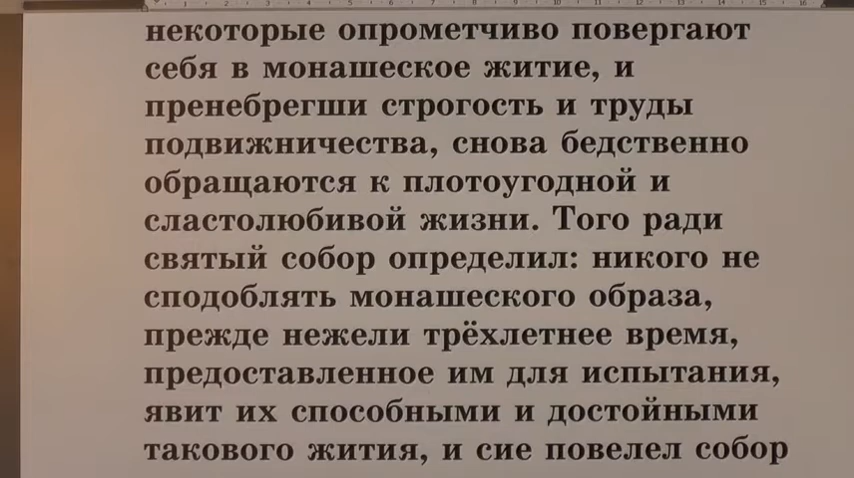 некоторые опрометчиво повергают
себя в монашеское житие, и
пренебрегши строгость и труды
подвижничества, снова бедственно
обращаются к плотоугодной и
сластолюбивой жизни. Того ради
святый собор определил: никого не
сподоблять монашеского образа,
прежде нежели трёхлетнее время,
предоставленное им для испытания,
явит их способными и достойными
такового жития, и сие повелел собор